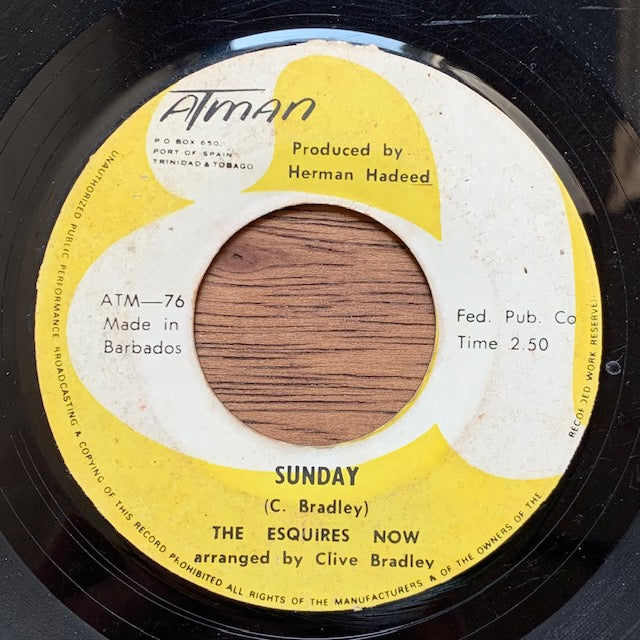 ATMAN
P O BOX 650,
PORT OF SPAIN
TRINIDAD & TOBAGO
Produced by
Herman Hadeed
ATM—76
Made in
Barbados
Fed. Pub. Co
Time 2.50
SUNDAY
(C. Bradley)
THE ESQUIRES NOW
arranged by Clive Bradley
UNAUTHORIZED PUBLIC PERFORMANCE BROADCASTING & COPYING OF THIS RECORD PROHIBITED ALL RIGHTS OF THE MANUFACTURERS & OF THE OWNERS OF THE RECORDED WORK RESERVE